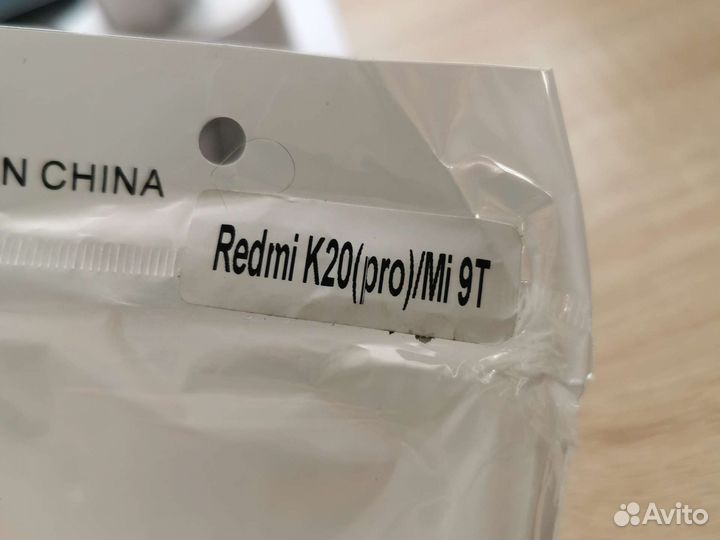 N CHINA
Redmi K20(pro)/Mi 9T
Avito